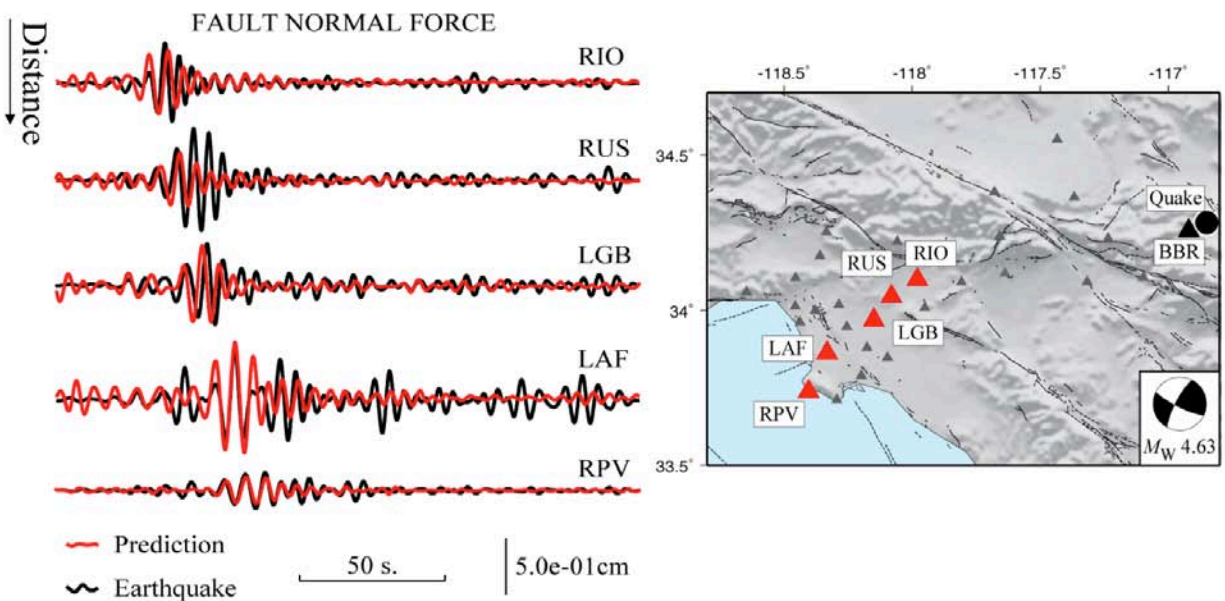 FAULT NORMAL FORCE
Distance
RIO
RUS
LGB
LAF
RPV
Prediction
Earthquake
50 s.
5.0e-01cm
-118.5
-118
-117.5
-117
34.5
34
33.5
Quake
BBR
RUS
RIO
LGB
LAF
RPV
MW 4.63